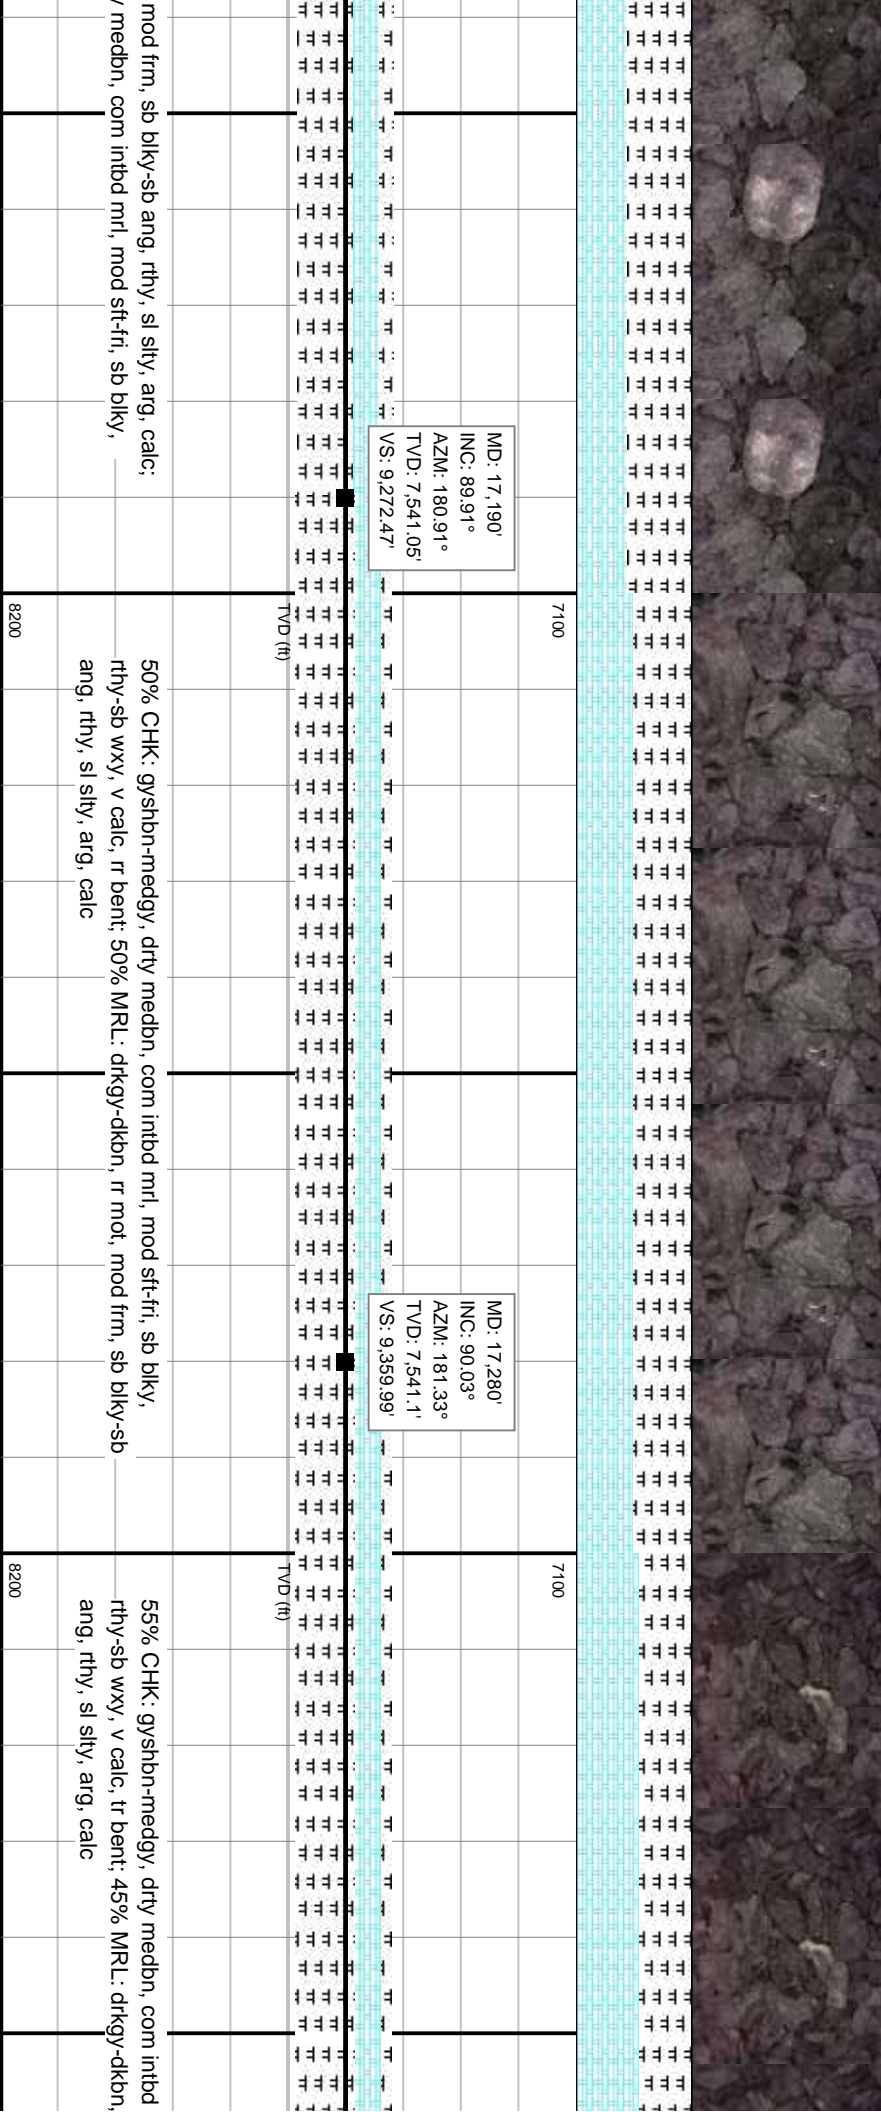 mod frm, sb blky-sb ang, rthy, sl slty, arg, calc;
medbn, com intbd mrl, mod sft-fri, sb blky,
MD: 17,190'
INC: 89.91°
AZM: 180.91°
TVD: 7,541.05'
VS: 9,272.47'
7100
TVD (ft)
8200
50% CHK: gyshbn-medgy, drty medbn, com intbd mrl, mod sft-fri, sb blky,
rthy-sb wxy, v calc, rr bent; 50% MRL: drkgy-dkbn, rr mot, mod frm, sb blky-sb
ang, rthy, sl slty, arg, calc
MD: 17,280'
INC: 90.03°
AZM: 181.33°
TVD: 7,541.1'
VS: 9,359.99'
7100
TVD (ft)
8200
55% CHK: gyshbn-medgy, drty medbn, com intbd
rthy-sb wxy, v calc, tr bent; 45% MRL: drkgy-dkbn,
ang, rthy, sl slty, arg, calc